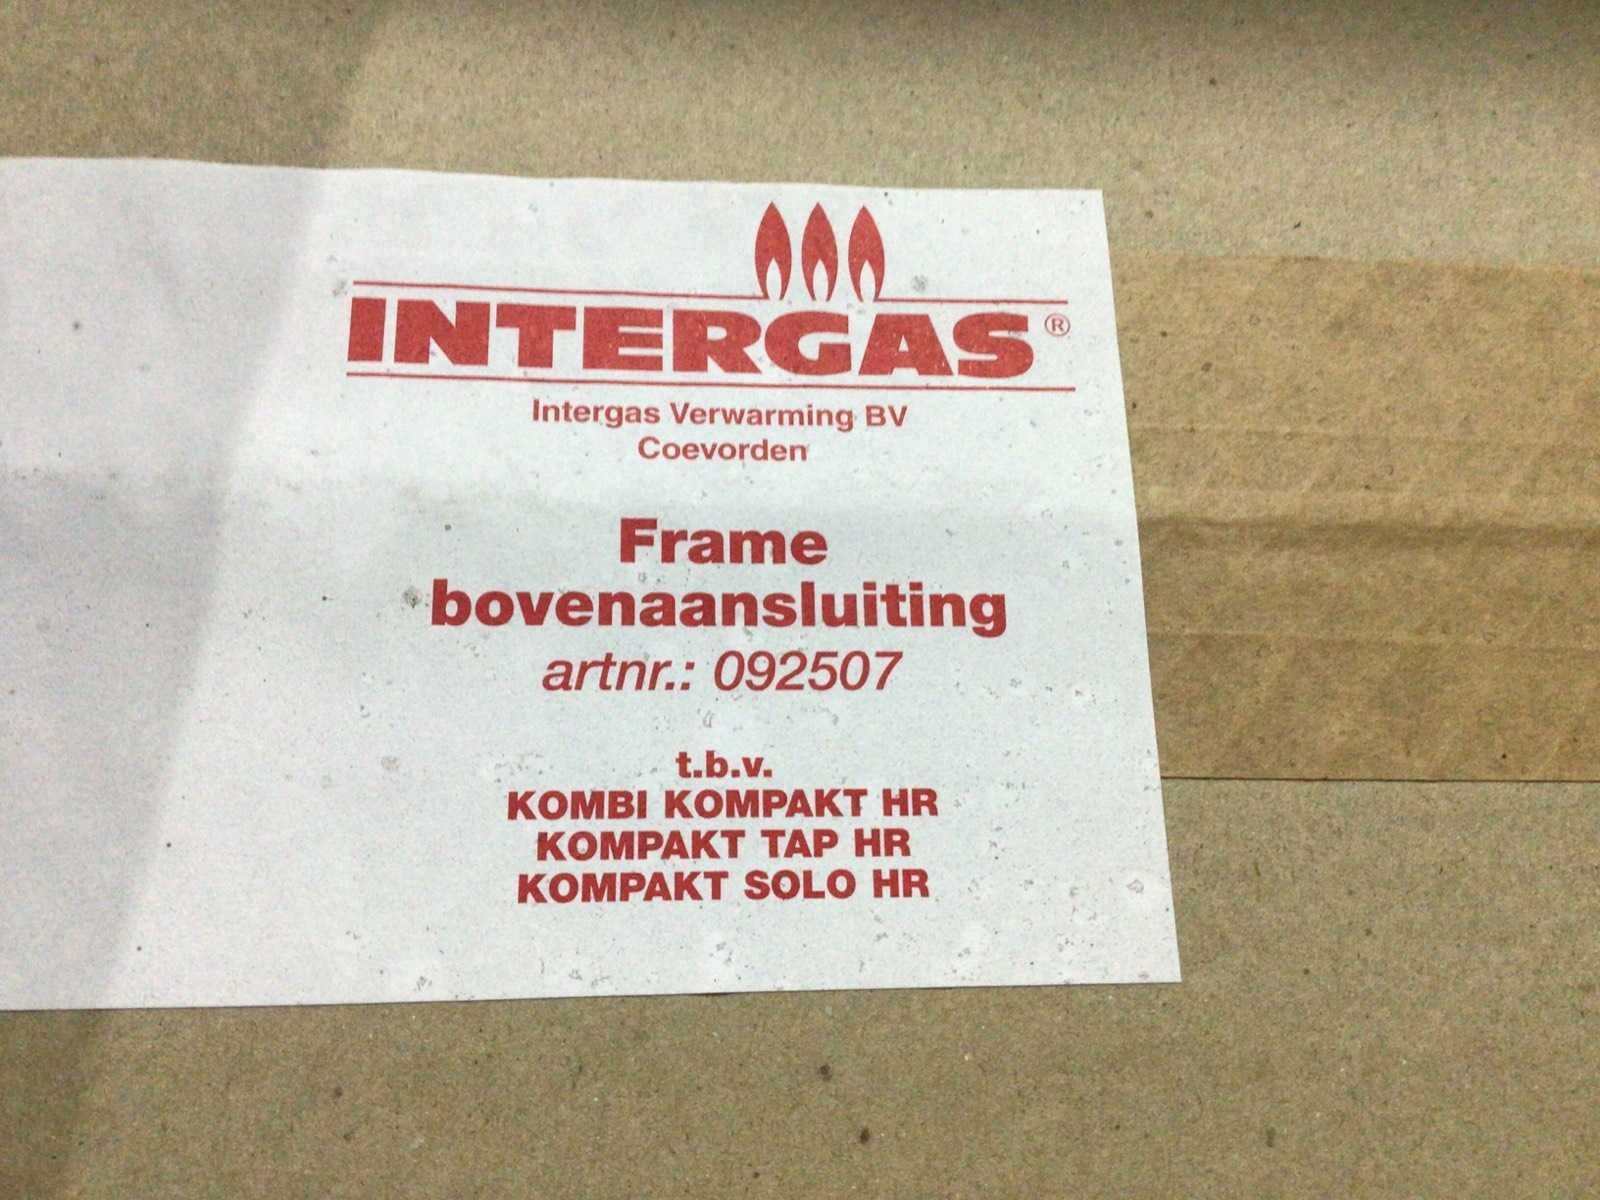 INTERGAS®
Intergas Verwarming BV
Coevorden
Frame
bovenaansluiting
artnr.: 092507
t.b.v.
KOMBI KOMPAKT HR
KOMPAKT TAP HR
KOMPAKT SOLO HR